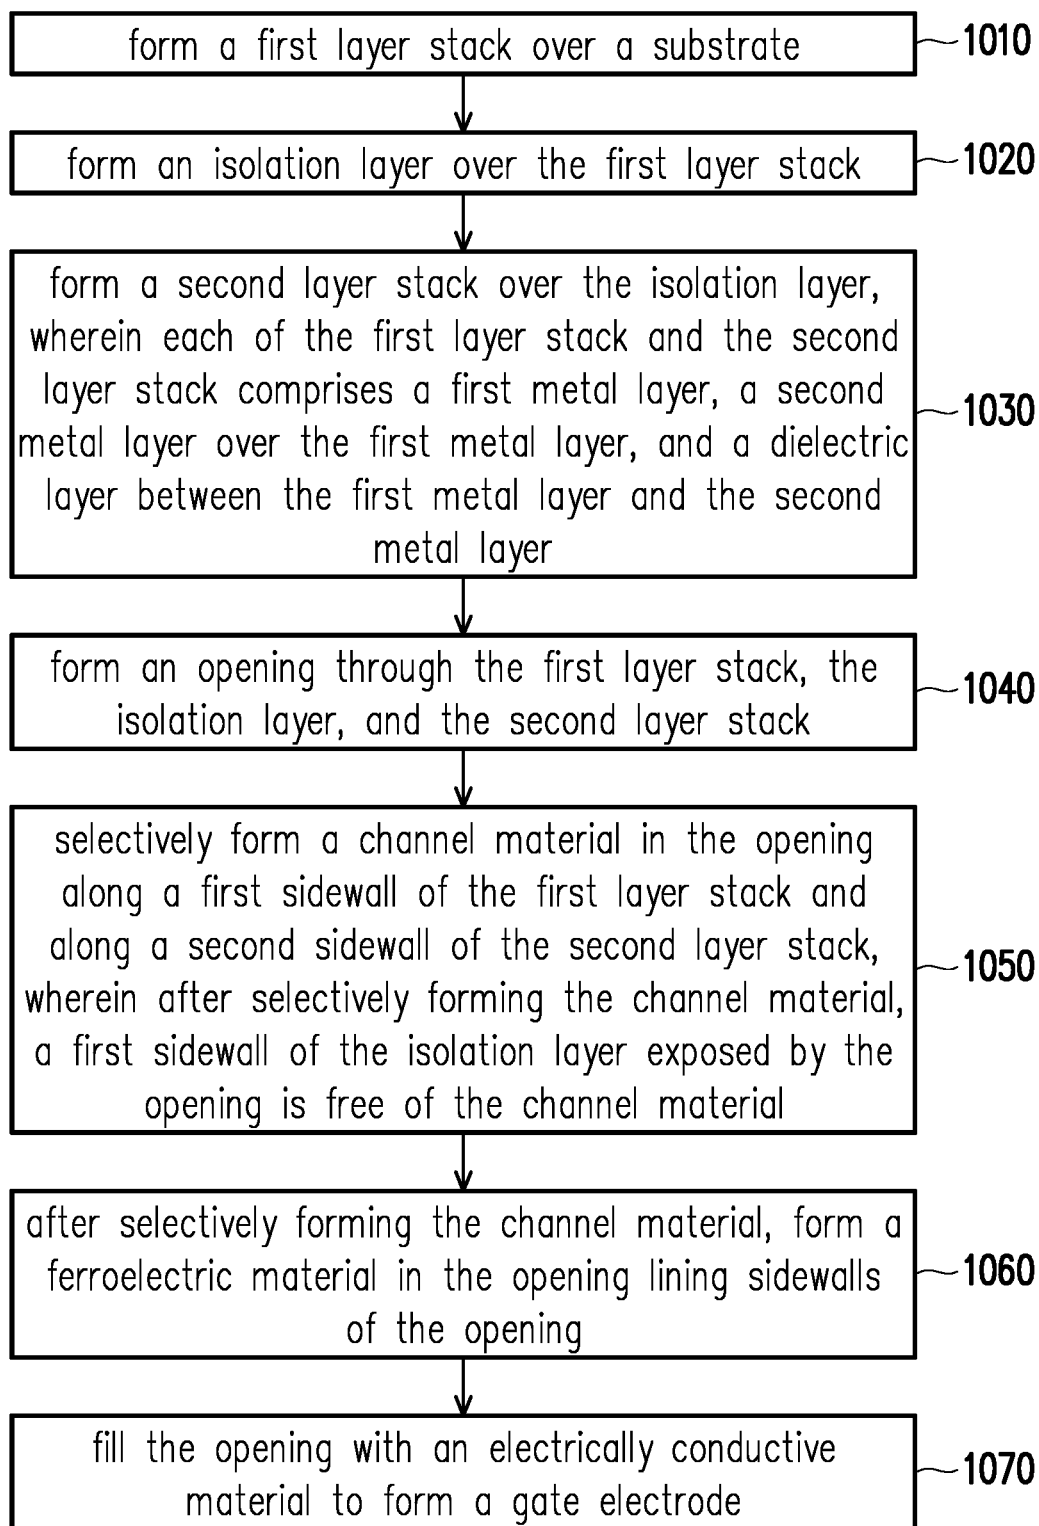 form a first layer stack over a substrate
1010
form an isolation layer over the first layer stack
1020
form a second layer stack over the isolation layer,
wherein each of the first layer stack and the second
layer stack comprises a first metal layer, a second
metal layer over the first metal layer, and a dielectric
layer between the first metal layer and the second
metal layer
1030
form an opening through the first layer stack, the
isolation layer, and the second layer stack
1040
selectively form a channel material in the opening
along a first sidewall of the first layer stack and
along a second sidewall of the second layer stack,
wherein after selectively forming the channel material,
a first sidewall of the isolation layer exposed by the
opening is free of the channel material
1050
after selectively forming the channel material, form a
ferroelectric material in the opening lining sidewalls
of the opening
1060
fill the opening with an electrically conductive
material to form a gate electrode
1070